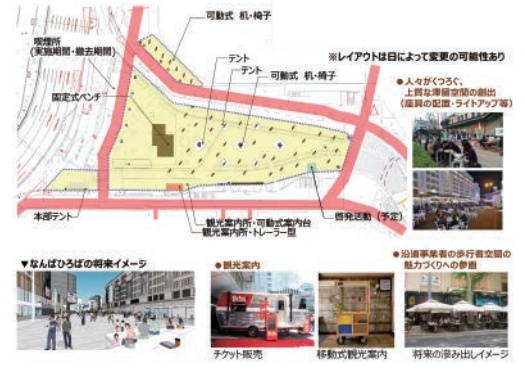 可動式 机・椅子
喫煙所
(実施期間・撤去期間)
テント
テント
可動式 机・椅子
※レイアウトは日によって変更の可能性あり
固定式ベンチ
●人々がくつろぐ、
上質な滞留空間の創出
(座具の配置・ライトアップ等)
本部テント
観光案内所・可動式案内台
観光案内所・トレーラー型
啓発活動（予定）
▼なんばひろばの将来イメージ
●観光案内
●沿道事業者の歩行者空間の
魅力づくりへの参画
チケット販売
移動式観光案内
将来の滲み出しイメージ